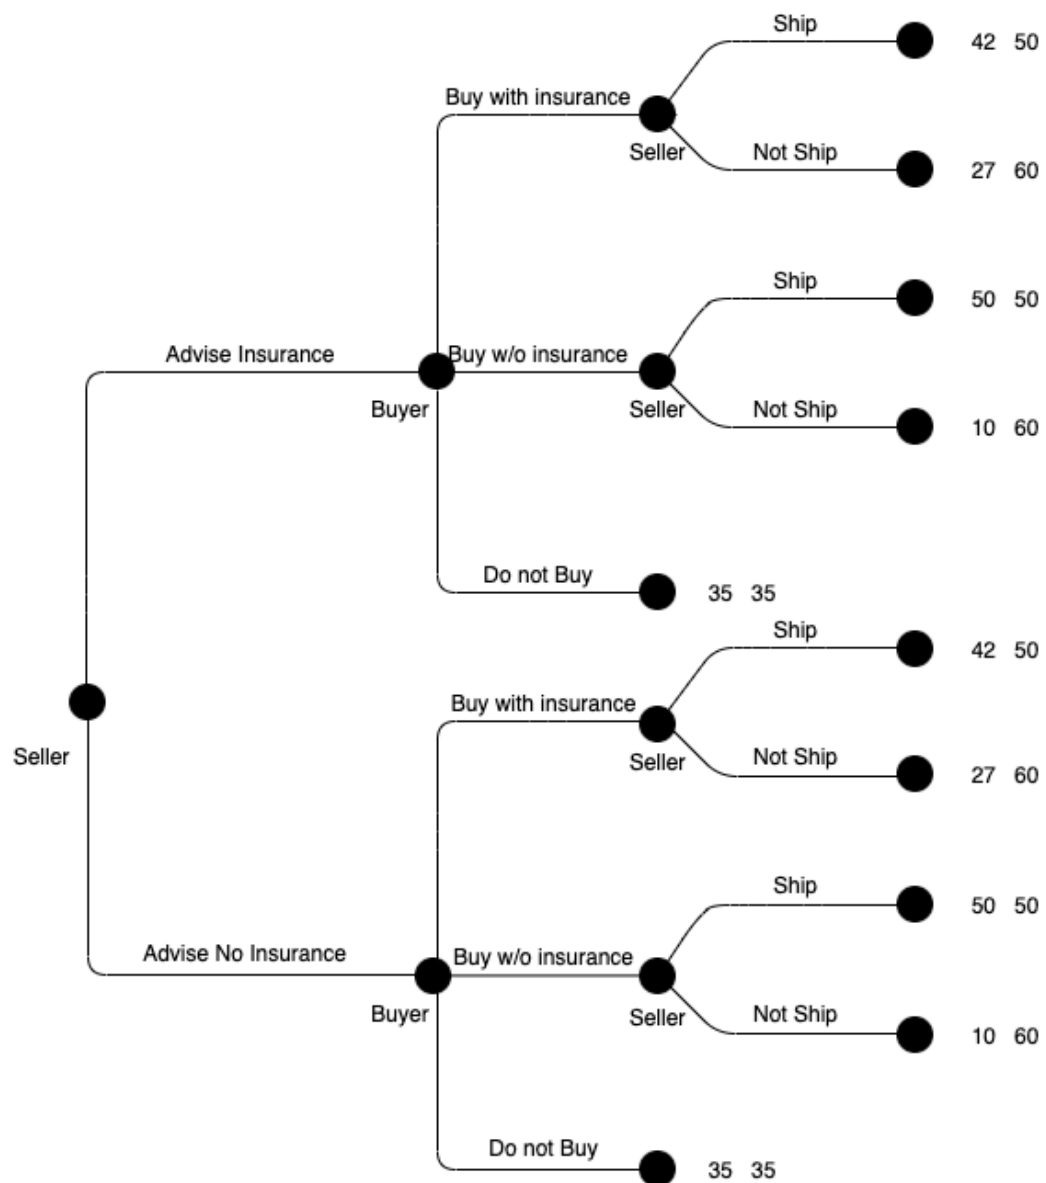 Ship
42 50
Buy with insurance
Seller
Not Ship
27 60
Ship
50 50
Advise Insurance
Buy w/o insurance
Buyer
Seller
Not Ship
10 60
Do not Buy
35 35
Ship
42 50
Buy with insurance
Seller
Seller
Not Ship
27 60
Ship
50 50
Advise No Insurance
Buy w/o insurance
Buyer
Seller
Not Ship
10 60
Do not Buy
35 35